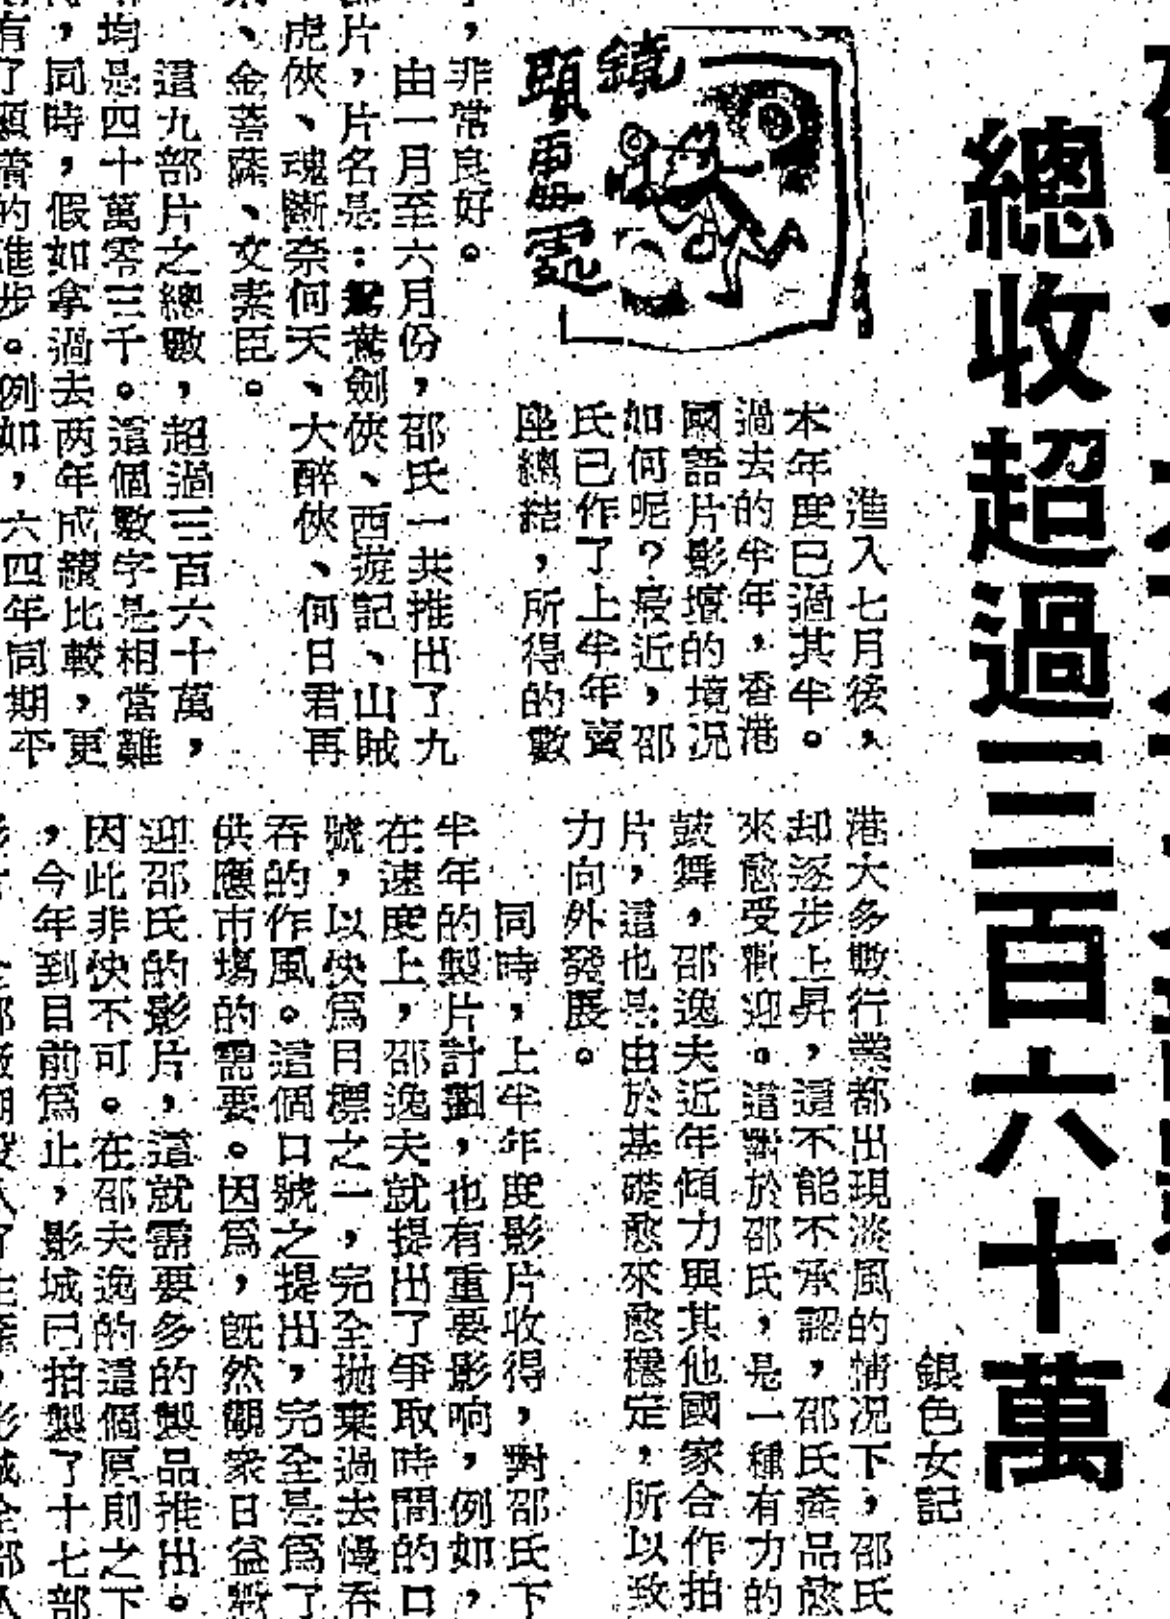 總收超過三百六十萬
銀色女記
鏡頭
進入七月後，
本年度已過其半。
過去的半年，香港
國語片影壇的境況
如何呢？最近，邵
氏已作了上半年賣
座總結，所得的數
，非常良好。
由一月至六月份，邵氏一共推出了九
部片，片名是：鴛鴦劍俠、西遊記、山賊
虎俠、魂斷奈何天、大醉俠、何日君再
、金菩薩、文素臣。
這九部片之總數，超過三百六十萬，
均是四十萬零三千。這個數字是相當難
，同時，假如拿過去两年成績比較，更
有了顯著的進步。例如，六四年同期平
港大多數行業都出現淡風的情況下，邵氏
却逐步上昇，這不能不承認，邵氏產品愈
來愈受歡迎。這對於邵氏，是一種有力的
鼓舞，邵逸夫近年傾力與其他國家合作拍
片，這也是由於基礎愈來愈穩定，所以致
力向外發展。
同時，上半年度影片收得，對邵氏下
半年的製片計劃，也有重要影响，例如，
在速度上，邵逸夫就提出了爭取時間的口
號，以快爲目標之一，完全拋棄過去慢吞
吞的作風。這個口號之提出，完全是爲了
供應市場的需要。因爲，旣然觀衆日益歡
迎邵氏的影片，這就需要多的製品推出。
因此非快不可。在邵夫逸的這個原則之下
，今年到目前爲止，影城已拍製了十七部